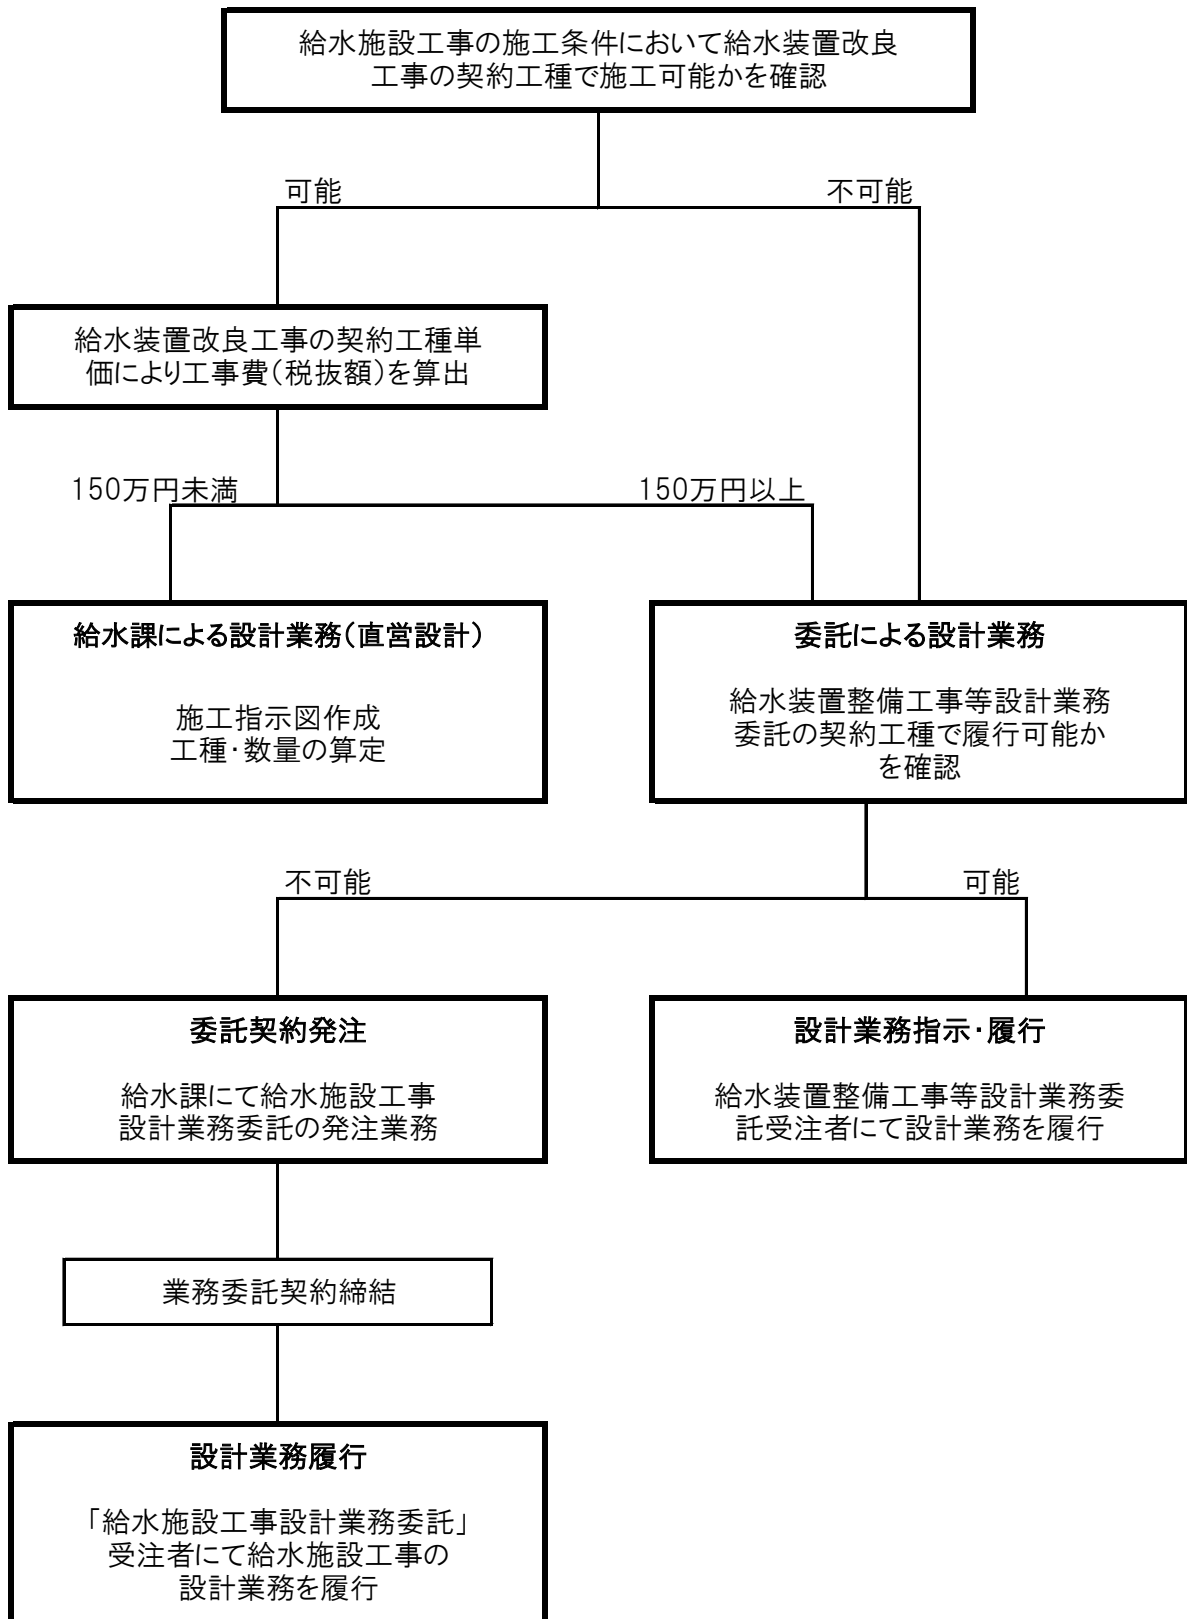 給水施設工事の施工条件において給水装置改良
工事の契約工種で施工可能かを確認
可能
不可能
給水装置改良工事の契約工種単
価により工事費(税抜額)を算出
150万円未満
150万円以上
給水課による設計業務(直営設計)
施工指示図作成
工種・数量の算定
委託による設計業務
給水装置整備工事等設計業務
委託の契約工種で履行可能か
を確認
不可能
可能
委託契約発注
給水課にて給水施設工事
設計業務委託の発注業務
設計業務指示・履行
給水装置整備工事等設計業務委
託受注者にて設計業務を履行
業務委託契約締結
設計業務履行
「給水施設工事設計業務委託」
受注者にて給水施設工事の
設計業務を履行